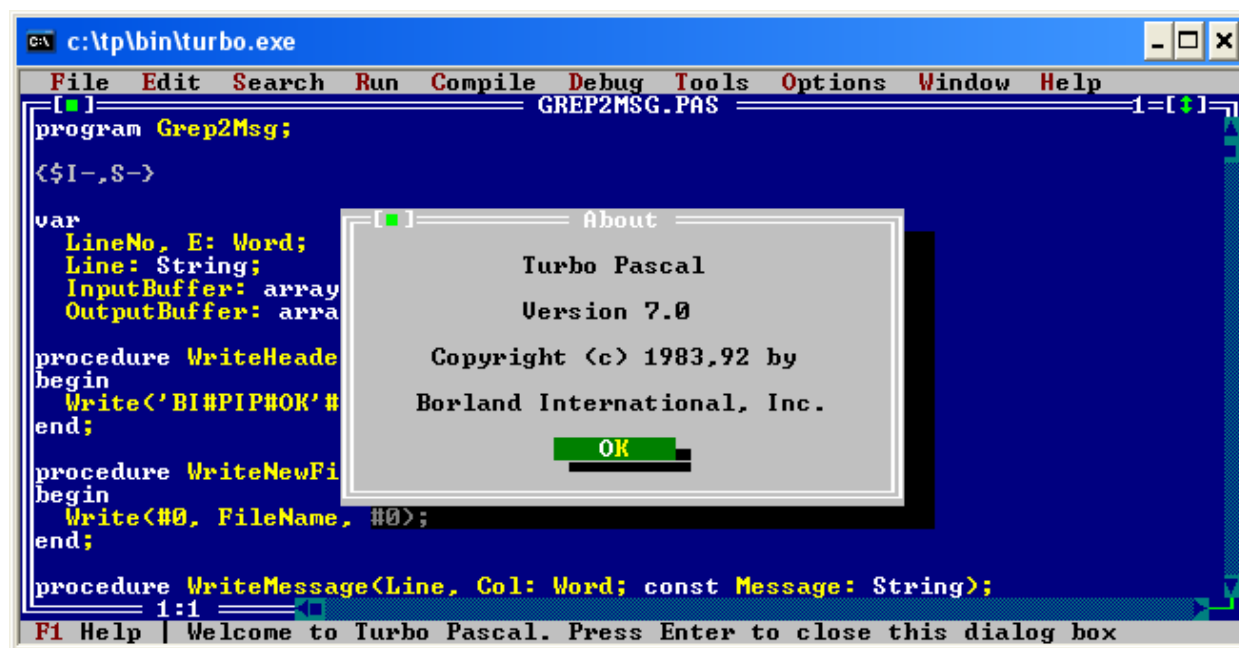 c:\tp\bin\turbo.exe
File Edit Search Run Compile Debug Tools Options Window Help
[■] GREP2MSG.PAS 1=[↕]
program Grep2Msg;
{$I-,S-}
var
LineNo, E: Word;
Line: String;
InputBuffer: array
OutputBuffer: arra
procedure WriteHeade
begin
Write('BI#PIP#OK'#
end;
procedure WriteNewFi
begin
Write(#0, FileName, #0);
end;
procedure WriteMessage(Line, Col: Word; const Message: String);
1:1
[■] About
Turbo Pascal
Version 7.0
Copyright (c) 1983,92 by
Borland International, Inc.
OK
F1 Help | Welcome to Turbo Pascal. Press Enter to close this dialog box